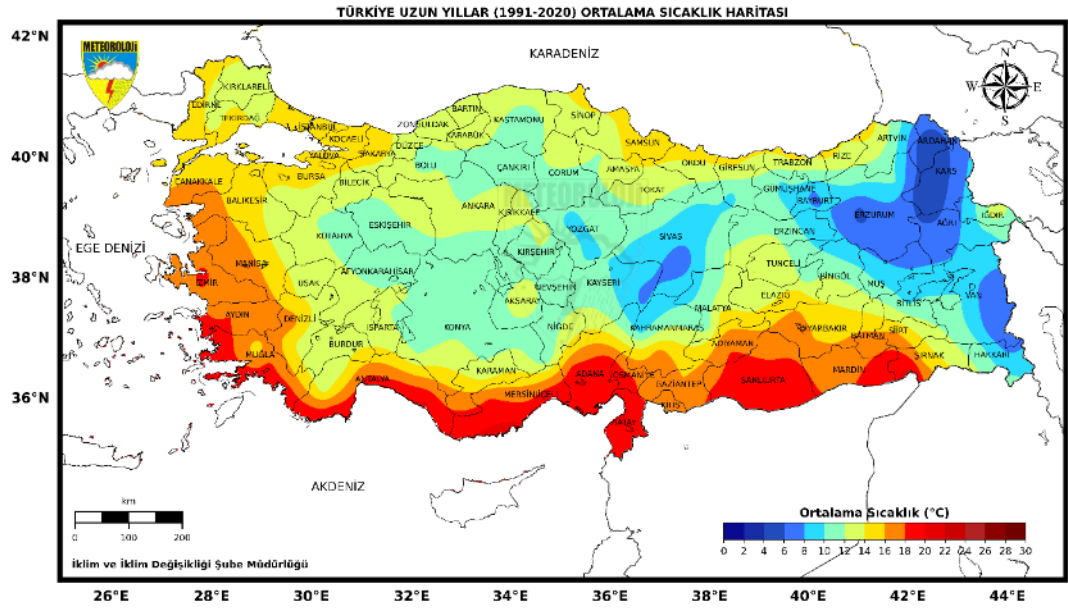 TÜRKİYE UZUN YILLAR (1991-2020) ORTALAMA SICAKLIK HARİTASI
42°N
40°N
38°N
36°N
METEOROLOJİ
KARADENİZ
N
W E
S
KIRKLARELİ
EDİRNE
TEKİRDAĞ
İSTANBUL
KOCAELİ
YALOVA
SAKARYA
DÜZCE
ZONGULDAK
BARTIN
KARABÜK
KASTAMONU
SİNOP
SAMSUN
ORDU
GİRESUN
TRABZON
RİZE
ARTVİN
ARDAHAN
KARS
ÇANAKKALE
BURSA
BİLECİK
BOLU
ÇANKIRI
ÇORUM
AMASYA
TOKAT
GÜMÜŞHANE
BAYBURT
ERZURUM
AĞRI
IĞDIR
BALIKESİR
KÜTAHYA
ESKİŞEHİR
ANKARA
KIRIKKALE
YOZGAT
SİVAS
ERZİNCAN
EGE DENİZİ
MANİSA
İZMİR
UŞAK
AFYONKARAHİSAR
KIRŞEHİR
NEVŞEHİR
KAYSERİ
TUNCELİ
BİNGÖL
MUŞ
BİTLİS
VAN
AYDIN
DENİZLİ
ISPARTA
BURDUR
KONYA
AKSARAY
NİĞDE
KAHRAMANMARAŞ
MALATYA
ELAZIĞ
DİYARBAKIR
BATMAN
SİİRT
MUĞLA
ANTALYA
KARAMAN
MERSİN(İÇEL)
ADANA
OSMANİYE
GAZİANTEP
KİLİS
HATAY
ADIYAMAN
ŞANLIURFA
MARDİN
ŞIRNAK
HAKKARİ
METEOROLOJİ
AKDENİZ
km
0 100 200
İklim ve İklim Değişikliği Şube Müdürlüğü
Ortalama Sıcaklık (°C)
0 2 4 6 8 10 12 14 16 18 20 22 24 26 28 30
26°E 28°E 30°E 32°E 34°E 36°E 38°E 40°E 42°E 44°E